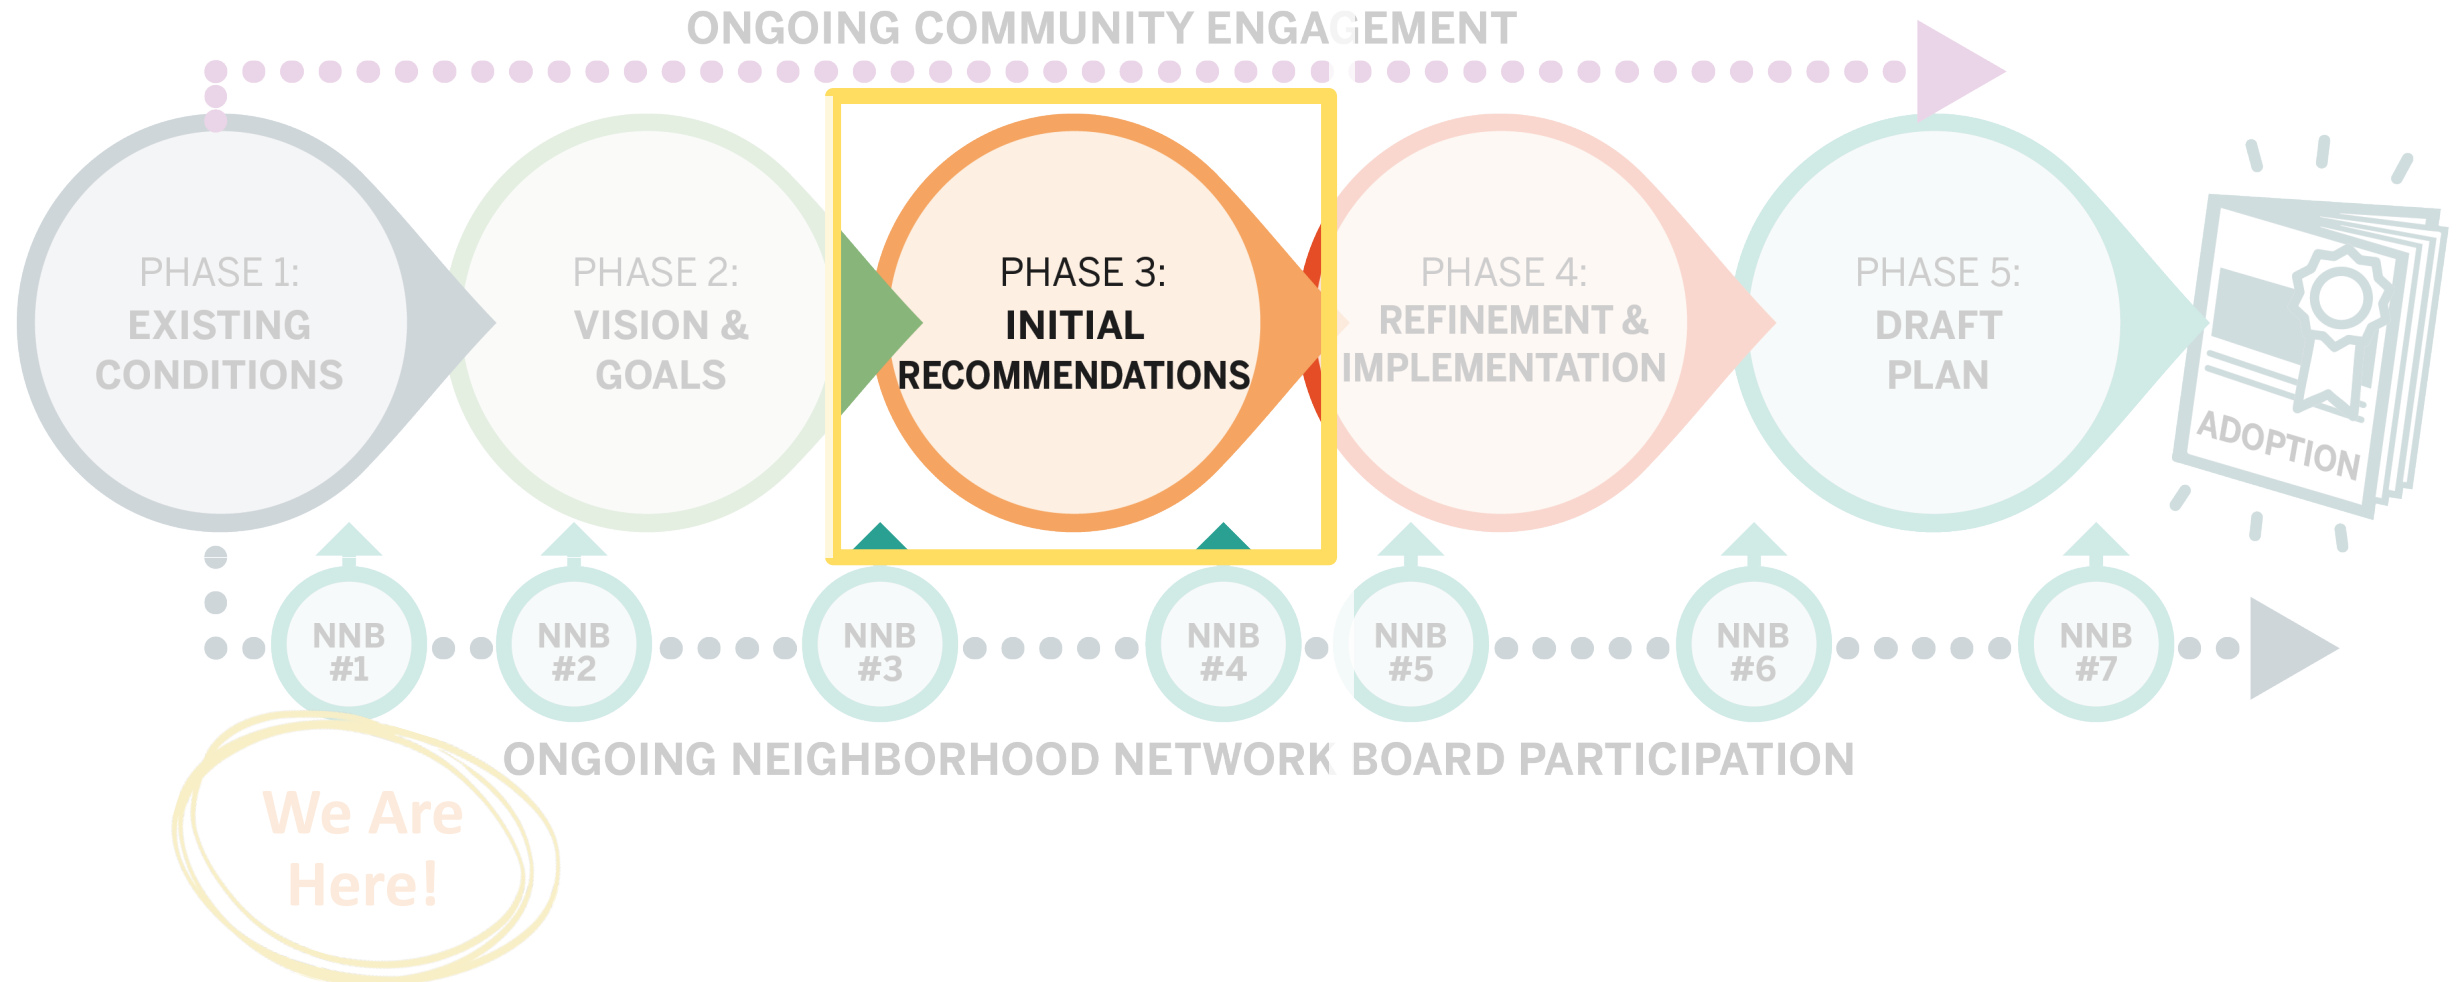 ONGOING COMMUNITY ENGAGEMENT
PHASE 1:
EXISTING
CONDITIONS
PHASE 2:
VISION &
GOALS
PHASE 3:
INITIAL
RECOMMENDATIONS
PHASE 4:
REFINEMENT &
IMPLEMENTATION
PHASE 5:
DRAFT
PLAN
ADOPTION
NNB
#1
NNB
#2
NNB
#3
NNB
#4
NNB
#5
NNB
#6
NNB
#7
ONGOING NEIGHBORHOOD NETWORK BOARD PARTICIPATION
We Are
Here!